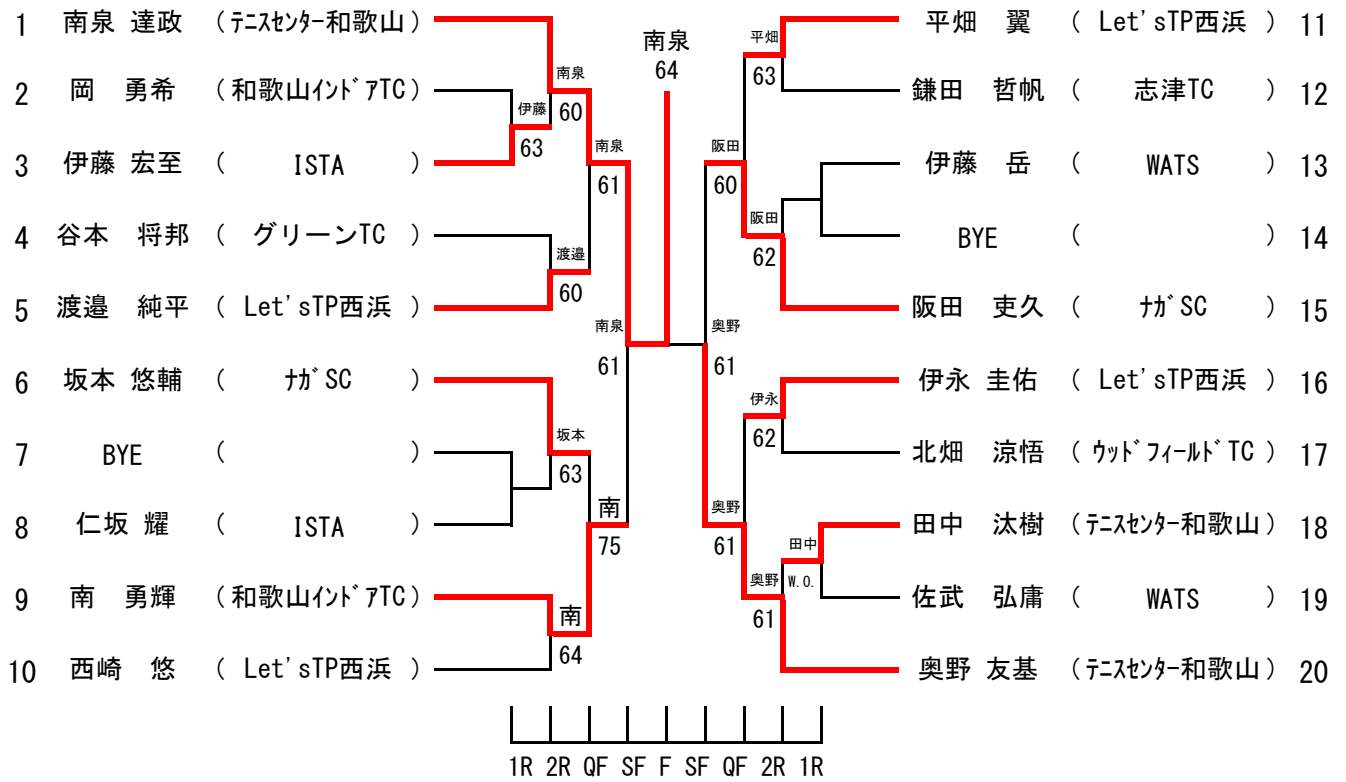 1 南泉 達政 (テニスセンター和歌山)
2 岡 勇希 (和歌山インドアTC)
3 伊藤 宏至 ( ISTA )
4 谷本 将邦 ( グリーンTC )
5 渡邉 純平 ( Let'sTP西浜 )
6 坂本 悠輔 ( ナガSC )
7 BYE ( )
8 仁坂 耀 ( ISTA )
9 南 勇輝 (和歌山インドアTC)
10 西崎 悠 ( Let'sTP西浜 )
南泉
60
伊藤
63
南泉
61
渡邉
60
南泉
61
坂本
63
南
75
南
64
南泉
64
平畑
63
阪田
60
阪田
62
奥野
61
伊永
62
奥野
61
田中
W.O.
奥野
61
平畑 翼 ( Let'sTP西浜 ) 11
鎌田 哲帆 ( 志津TC ) 12
伊藤 岳 ( WATS ) 13
BYE ( ) 14
阪田 吏久 ( ナガSC ) 15
伊永 圭佑 ( Let'sTP西浜 ) 16
北畑 涼悟 ( ウッドフィールドTC ) 17
田中 汰樹 (テニスセンター和歌山) 18
佐武 弘庸 ( WATS ) 19
奥野 友基 (テニスセンター和歌山) 20
1R 2R QF SF F SF QF 2R 1R